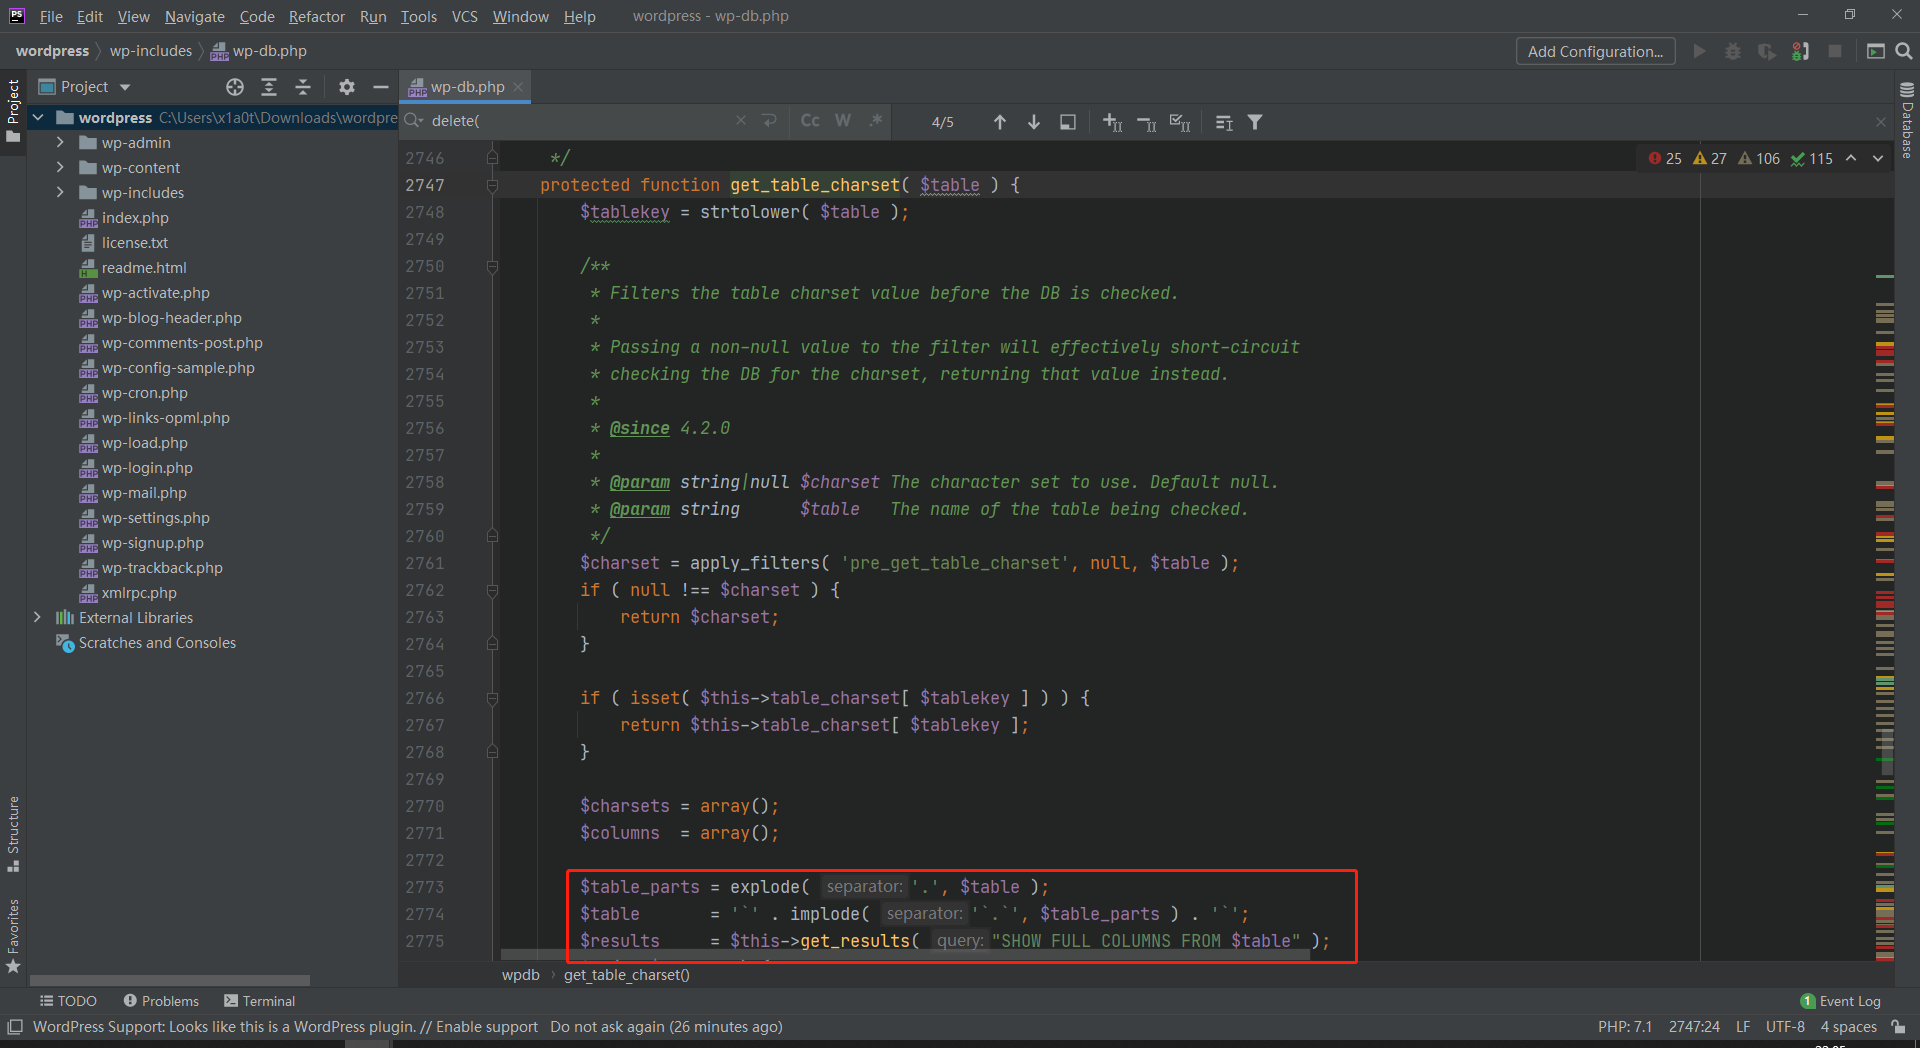 PS File Edit View Navigate Code Refactor Run Tools VCS Window Help wordpress - wp-db.php
wordpress wp-includes wp-db.php Add Configuration...
Project wp-db.php
Project
wordpress C:\Users\x1a0t\Downloads\wordpre
delete( Cc W .* 4/5
wp-admin
wp-content
wp-includes
index.php
license.txt
readme.html
wp-activate.php
wp-blog-header.php
wp-comments-post.php
wp-config-sample.php
wp-cron.php
wp-links-opml.php
wp-load.php
wp-login.php
wp-mail.php
wp-settings.php
wp-signup.php
wp-trackback.php
xmlrpc.php
External Libraries
Scratches and Consoles
Structure
Favorites
Database
25 27 106 115
2746 */
2747 protected function get_table_charset( $table ) {
2748 $tablekey = strtolower( $table );
2749
2750 /**
2751 * Filters the table charset value before the DB is checked.
2752 *
2753 * Passing a non-null value to the filter will effectively short-circuit
2754 * checking the DB for the charset, returning that value instead.
2755 *
2756 * @since 4.2.0
2757 *
2758 * @param string|null $charset The character set to use. Default null.
2759 * @param string $table The name of the table being checked.
2760 */
2761 $charset = apply_filters( 'pre_get_table_charset', null, $table );
2762 if ( null !== $charset ) {
2763 return $charset;
2764 }
2765
2766 if ( isset( $this->table_charset[ $tablekey ] ) ) {
2767 return $this->table_charset[ $tablekey ];
2768 }
2769
2770 $charsets = array();
2771 $columns = array();
2772
2773 $table_parts = explode( separator: '.', $table );
2774 $table = '`' . implode( separator: '`.`', $table_parts ) . '`';
2775 $results = $this->get_results( query: "SHOW FULL COLUMNS FROM $table" );
wpdb get_table_charset()
TODO Problems Terminal 1 Event Log
WordPress Support: Looks like this is a WordPress plugin. // Enable support Do not ask again (26 minutes ago) PHP: 7.1 2747:24 LF UTF-8 4 spaces